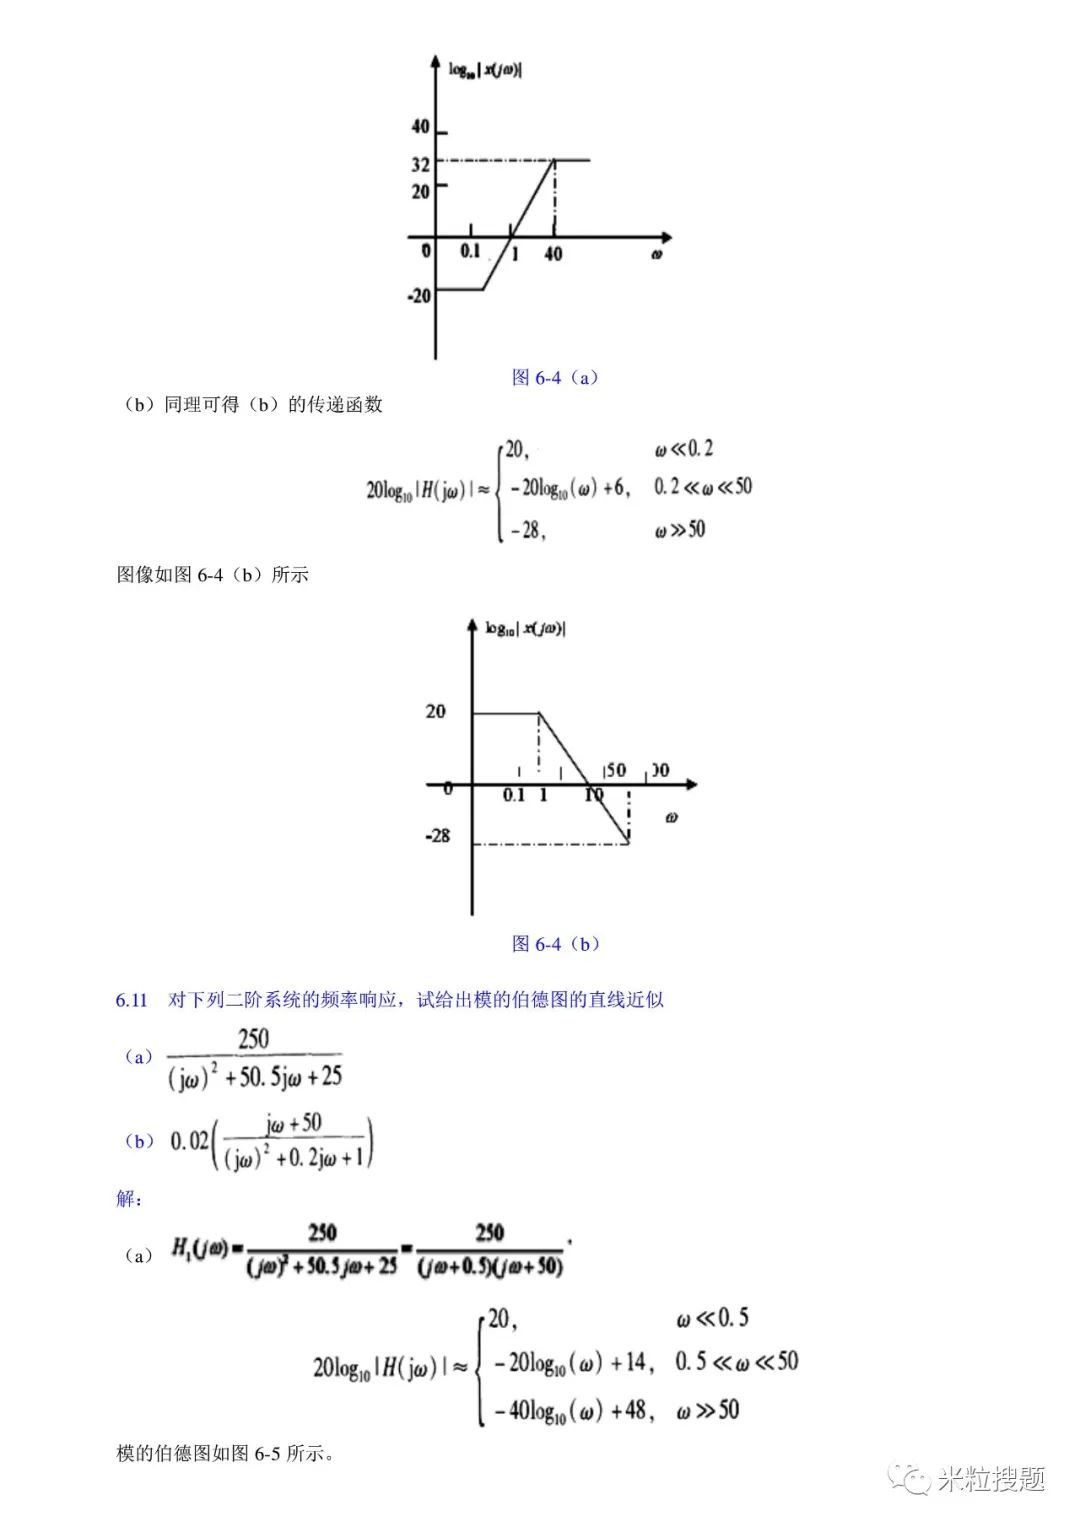 log₁₀|x(jω)|
40
32
20
0 0.1 1 40 ω
-20
图 6-4（a）
（b）同理可得（b）的传递函数
20log₁₀|H(jω)|≈ { 20, ω≪0.2
-20log₁₀(ω)+6, 0.2≪ω≪50
-28, ω≫50
图像如图 6-4（b）所示
log₁₀|x(jω)|
20
50 00
0 0.1 1 10
ω
-28
图 6-4（b）
6.11 对下列二阶系统的频率响应，试给出模的伯德图的直线近似
（a） 250/((jω)²+50.5jω+25)
（b） 0.02((jω+50)/((jω)²+0.2jω+1))
解：
（a） H₁(jω)=250/((jω)²+50.5jω+25)=250/((jω+0.5)(jω+50)).
20log₁₀|H(jω)|≈ { 20, ω≪0.5
-20log₁₀(ω)+14, 0.5≪ω≪50
-40log₁₀(ω)+48, ω≫50
模的伯德图如图 6-5 所示。
米粒搜题